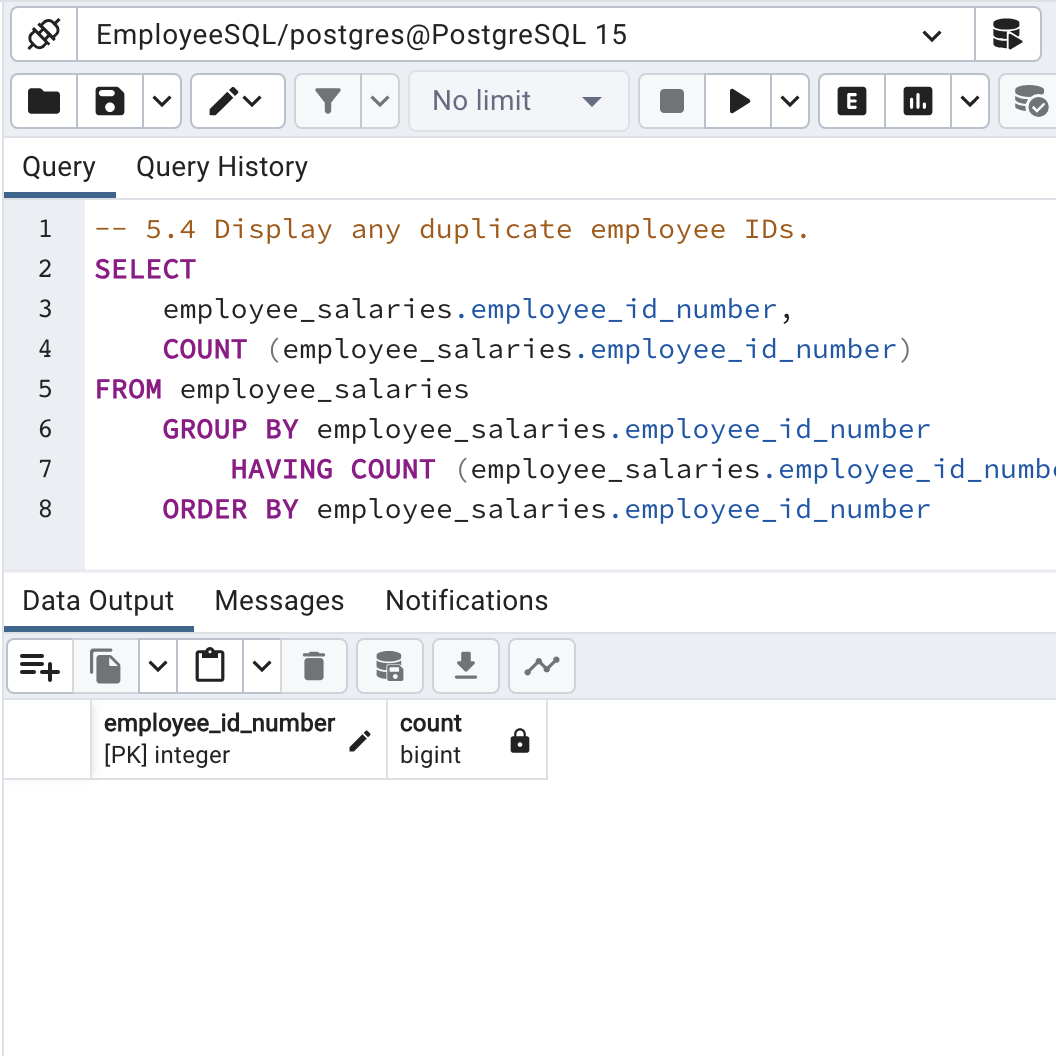 EmployeeSQL/postgres@PostgreSQL 15
No limit
E
Query Query History
1 -- 5.4 Display any duplicate employee IDs.
2 SELECT
3 employee_salaries.employee_id_number,
4 COUNT (employee_salaries.employee_id_number)
5 FROM employee_salaries
6 GROUP BY employee_salaries.employee_id_number
7 HAVING COUNT (employee_salaries.employee_id_numbe
8 ORDER BY employee_salaries.employee_id_number
Data Output Messages Notifications
employee_id_number count
[PK] integer bigint